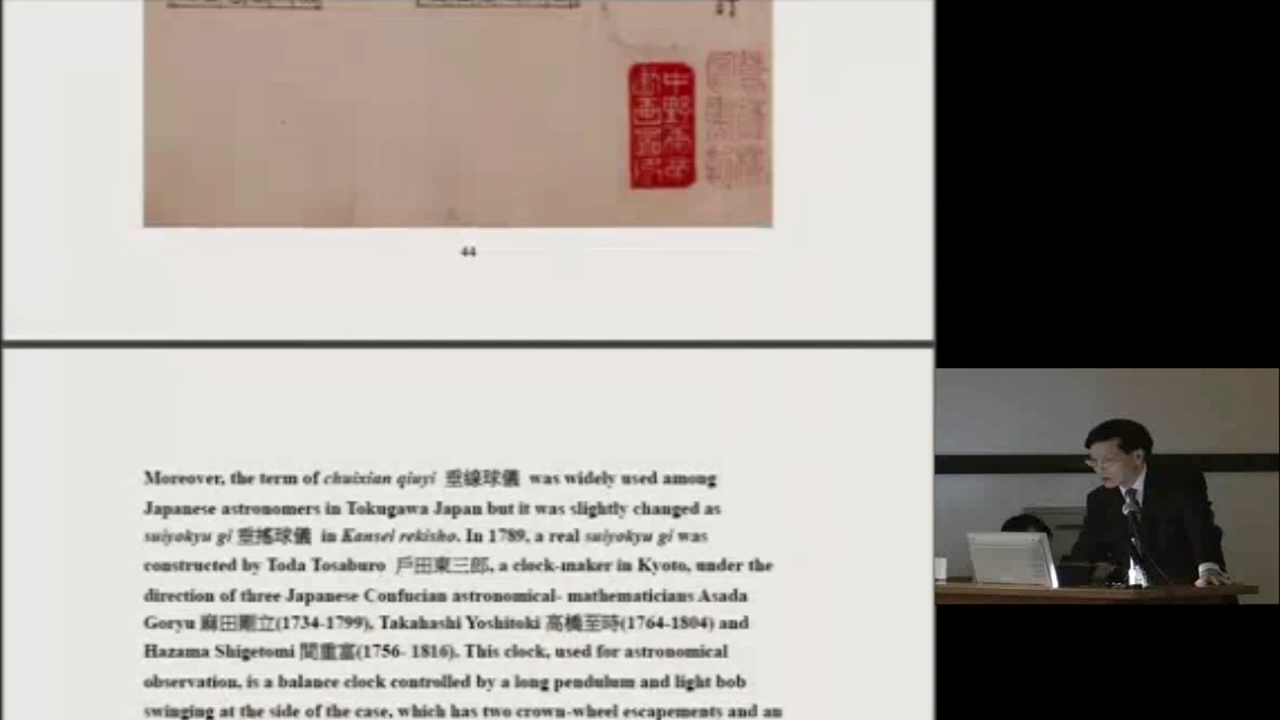 44
Moreover, the term of chuixian qiuyi 垂線球儀 was widely used among
Japanese astronomers in Tokugawa Japan but it was slightly changed as
suiyokyu gi 垂搖球儀 in Kansei rekisho. In 1789, a real suiyokyu gi was
constructed by Toda Tosaburo 戶田東三郎, a clock-maker in Kyoto, under the
direction of three Japanese Confucian astronomical- mathematicians Asada
Goryu 麻田剛立(1734-1799), Takahashi Yoshitoki 高橋至時(1764-1804) and
Hazama Shigetomi 間重富(1756- 1816). This clock, used for astronomical
observation, is a balance clock controlled by a long pendulum and light bob
swinging at the side of the case, which has two crown-wheel escapements and an